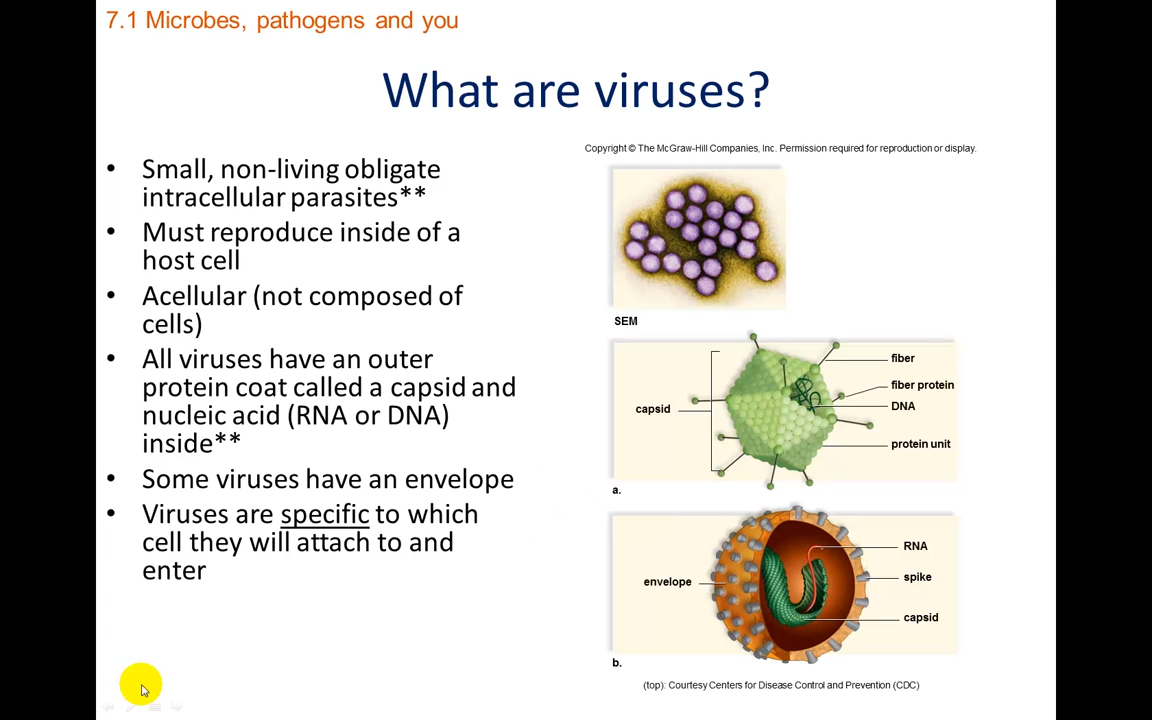 7.1 Microbes, pathogens and you
What are viruses?
• Small, non-living obligate
intracellular parasites**
• Must reproduce inside of a
host cell
• Acellular (not composed of
cells)
• All viruses have an outer
protein coat called a capsid and
nucleic acid (RNA or DNA)
inside**
• Some viruses have an envelope
• Viruses are specific to which
cell they will attach to and
enter
Copyright © The McGraw-Hill Companies, Inc. Permission required for reproduction or display.
SEM
capsid
fiber
fiber protein
DNA
protein unit
a.
envelope
RNA
spike
capsid
b.
(top): Courtesy Centers for Disease Control and Prevention (CDC)